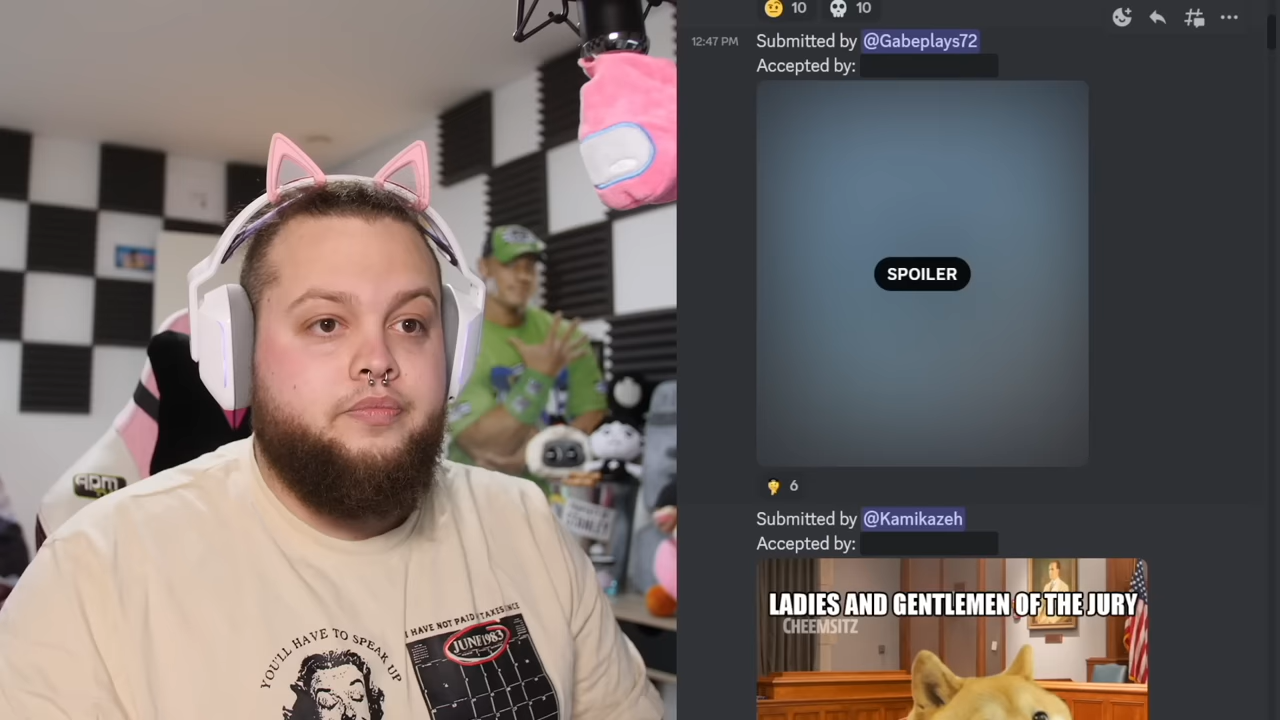 10 10
12:47 PM Submitted by @Gabeplays72
Accepted by:
SPOILER
6
Submitted by @Kamikazeh
Accepted by:
LADIES AND GENTLEMEN OF THE JURY
CHEEMSITZ
YOU'LL HAVE TO SPEAK UP
I HAVE NOT PAID TAXES SINCE
JUNE 1983